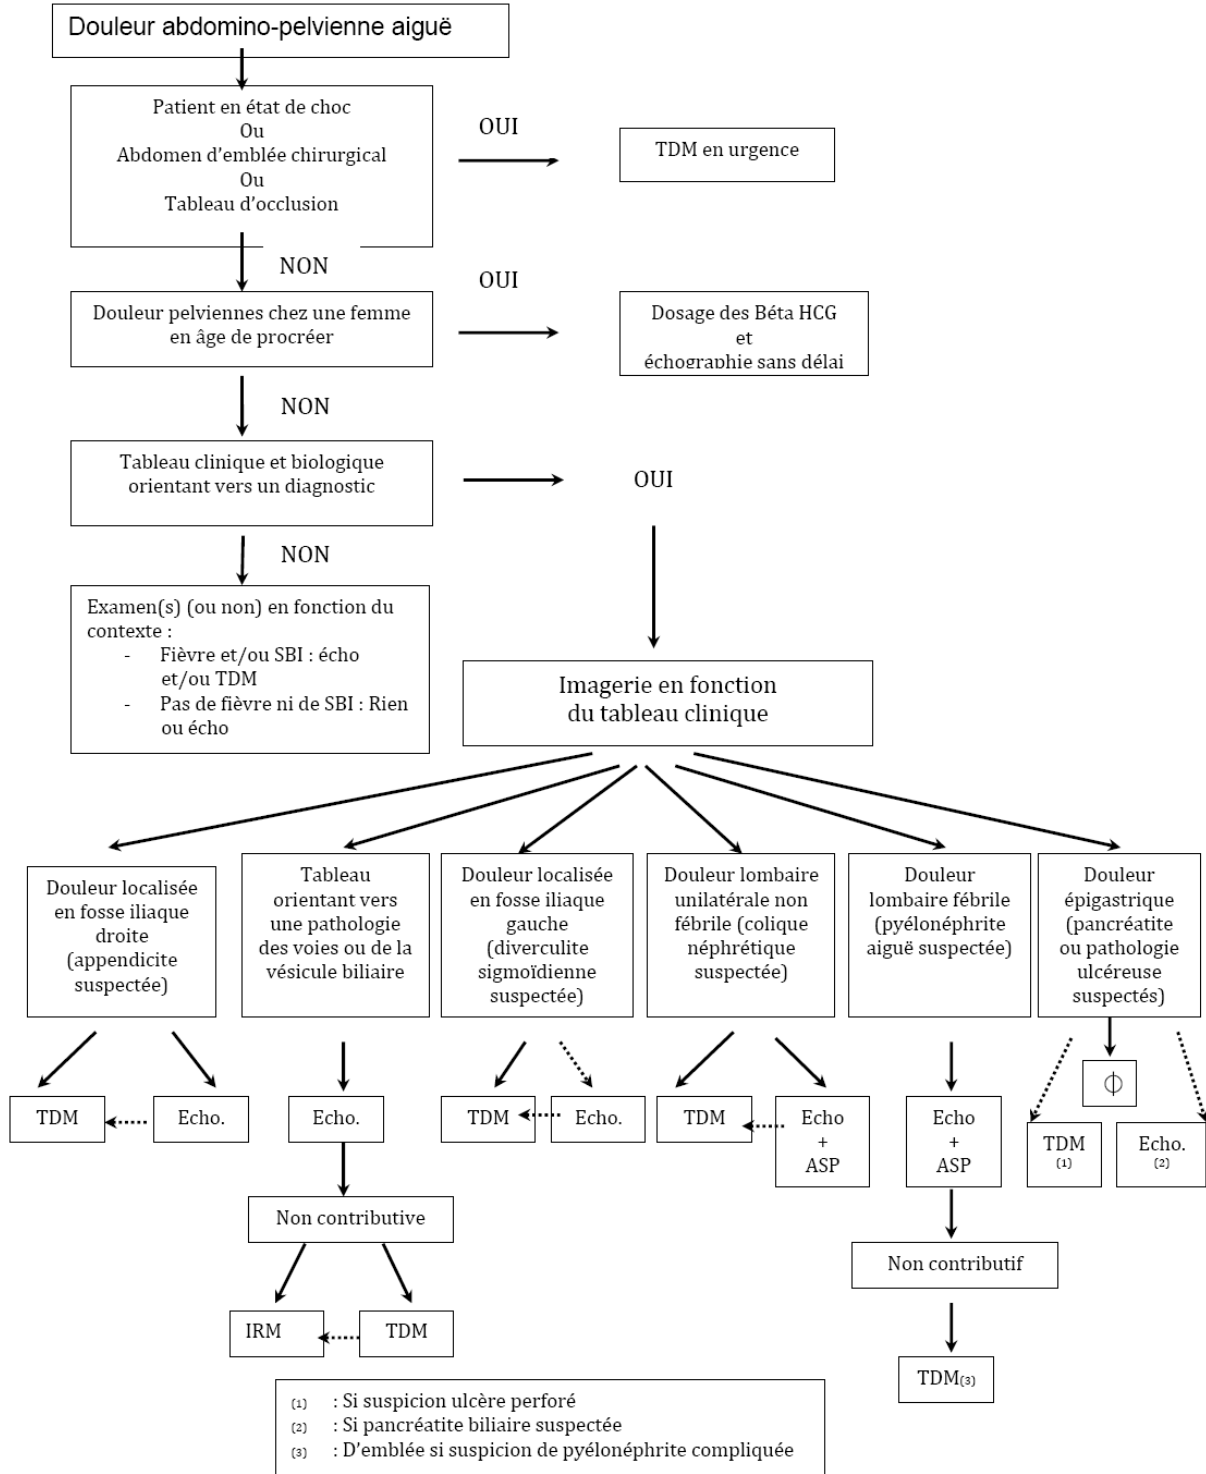 Douleur abdomino-pelvienne aiguë
Patient en état de choc
Ou
Abdomen d'emblée chirurgical
Ou
Tableau d'occlusion
OUI
TDM en urgence
NON
Douleur pelviennes chez une femme
en âge de procréer
OUI
Dosage des Béta HCG
et
échographie sans délai
NON
Tableau clinique et biologique
orientant vers un diagnostic
OUI
NON
Examen(s) (ou non) en fonction du
contexte :
- Fièvre et/ou SBI : écho
et/ou TDM
- Pas de fièvre ni de SBI : Rien
ou écho
Imagerie en fonction
du tableau clinique
Douleur localisée
en fosse iliaque
droite
(appendicite
suspectée)
Tableau
orientant vers
une pathologie
des voies ou de la
vésicule biliaire
Douleur localisée
en fosse iliaque
gauche
(diverculite
sigmoïdienne
suspectée)
Douleur lombaire
unilatérale non
fébrile (colique
néphrétique
suspectée)
Douleur
lombaire fébrile
(pyélonéphrite
aiguë suspectée)
Douleur
épigastrique
(pancréatite
ou pathologie
ulcéreuse
suspectés)
TDM
Echo.
Echo.
TDM
Echo.
TDM
Echo
+
ASP
Echo
+
ASP
Φ
TDM
(1)
Echo.
(2)
Non contributive
IRM
TDM
Non contributif
TDM(3)
(1) : Si suspicion ulcère perforé
(2) : Si pancréatite biliaire suspectée
(3) : D'emblée si suspicion de pyélonéphrite compliquée